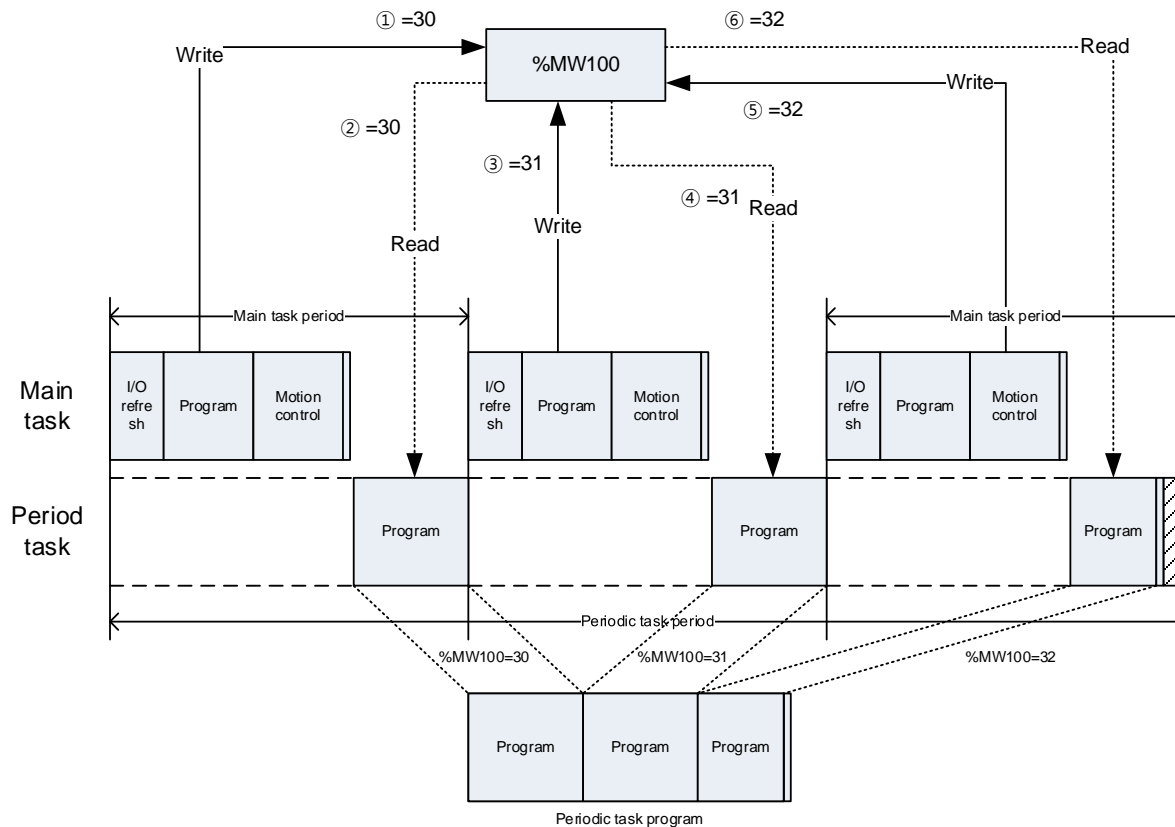 ① =30
⑥ =32
Write
%MW100
Read
Write
② =30
⑤ =32
③ =31
④ =31
Read
Write
Read
Main task period
Main task period
Main
task
I/O
refre
sh
Program
Motion
control
I/O
refre
sh
Program
Motion
control
I/O
refre
sh
Program
Motion
control
Period
task
Program
Program
Program
Periodic task period
%MW100=30
%MW100=31
%MW100=32
Program
Program
Program
Periodic task program